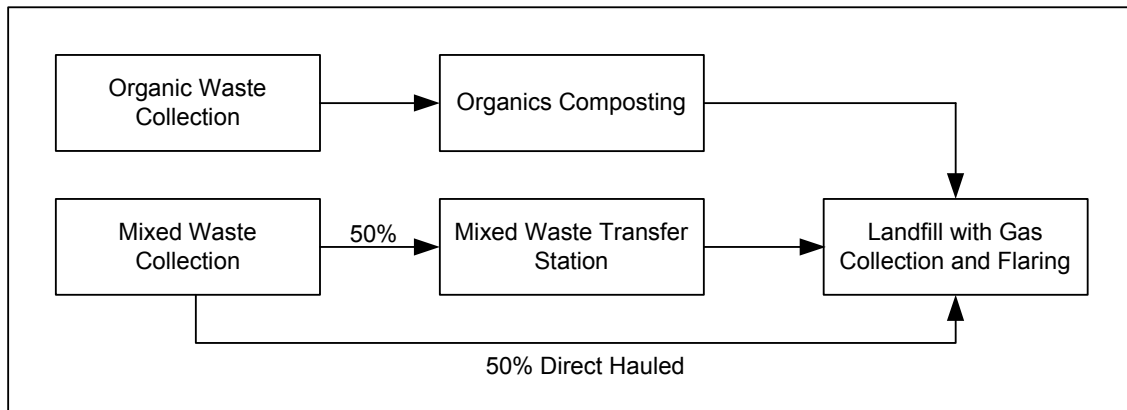 Organic Waste
Collection
Organics Composting
Mixed Waste
Collection
50%
Mixed Waste Transfer
Station
Landfill with Gas
Collection and Flaring
50% Direct Hauled